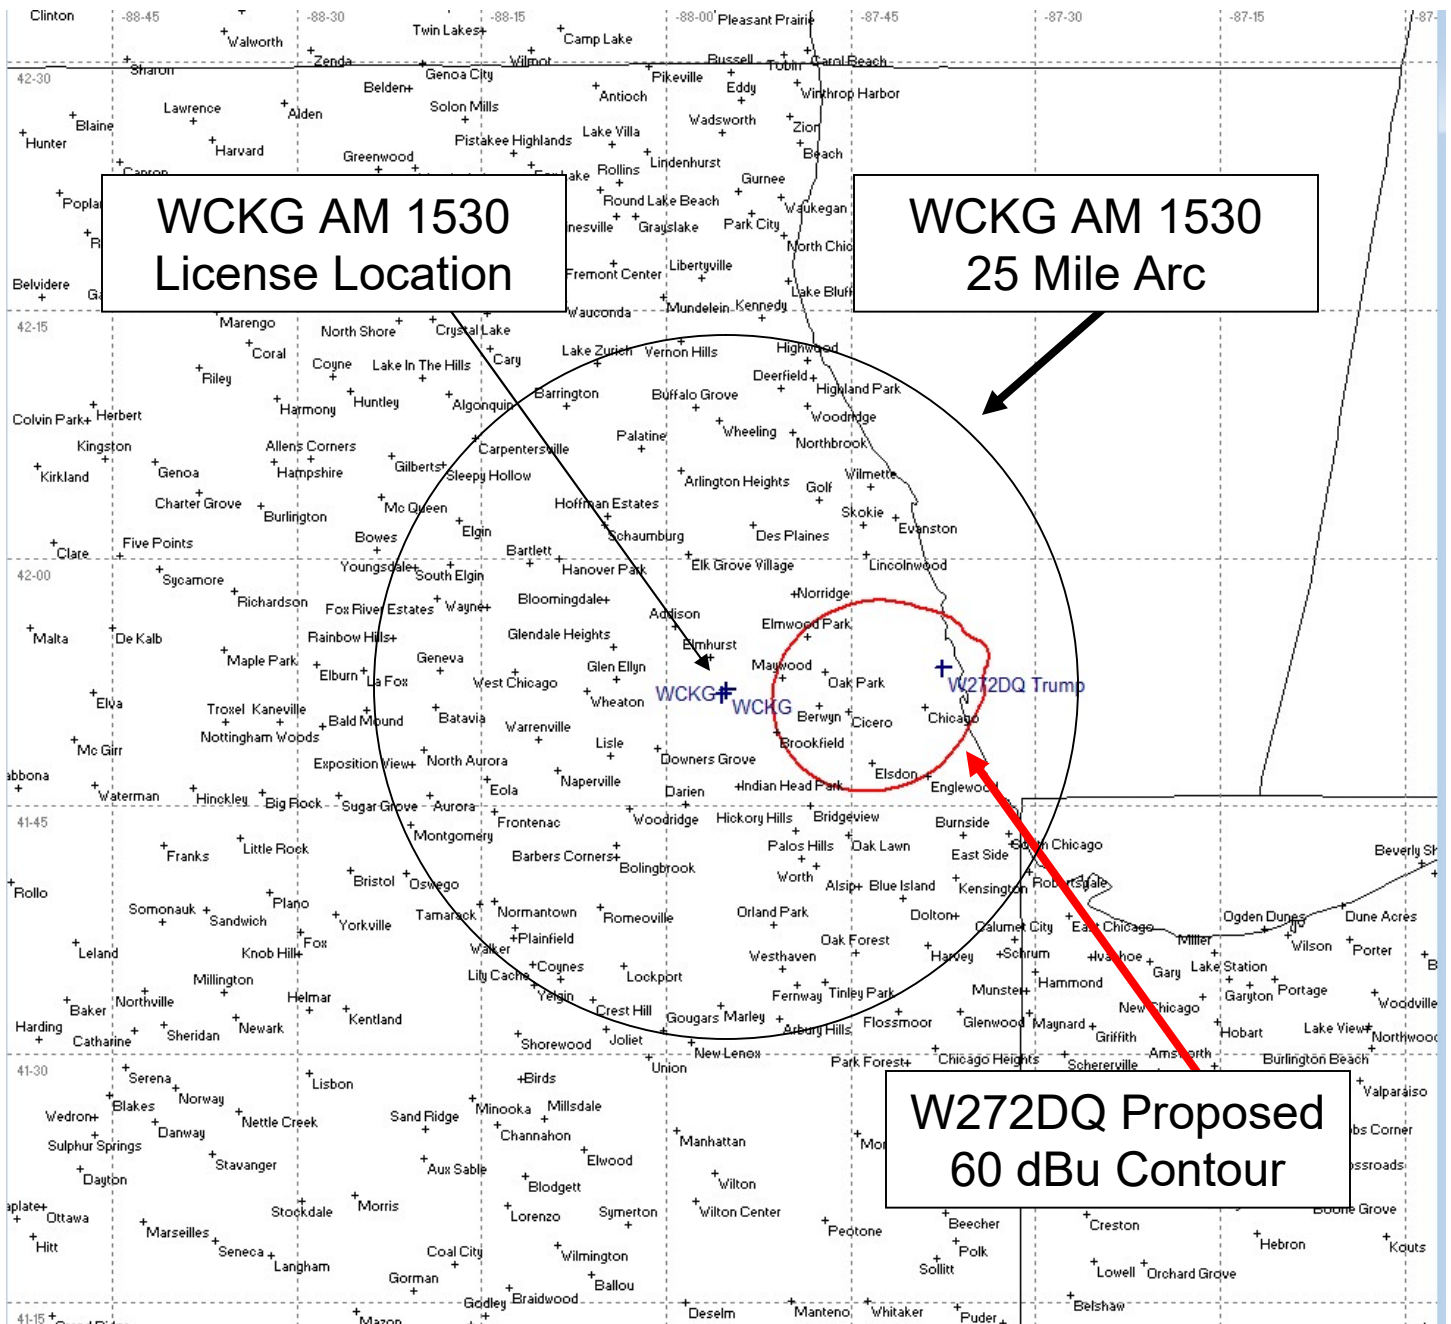 -88-45
-88-30
-88-15
-88-00
-87-45
-87-30
-87-15
-87-
Clinton
Walworth
Twin Lakes
Camp Lake
Pleasant Prairie
Zenda
Wilmot
Russell
Tobin
Carol Beach
42-30
Sharon
Genoa City
Pikeville
Belden
Antioch
Eddy
Winthrop Harbor
Lawrence
Alden
Solon Mills
Blaine
Wadsworth
Zion
Hunter
Harvard
Pistakee Highlands
Lake Villa
Beach
Greenwood
Lindenhurst
Capron
Lake
Rollins
Gurnee
Poplar
WCKG AM 1530
License Location
Round Lake Beach
Waukegan
WCKG AM 1530
25 Mile Arc
nesville
Grayslake
Park City
North Chic
Belvidere
Fremont Center
Libertyville
Lake Bluff
Wauconda
Mundelein
Kennedy
42-15
Marengo
North Shore
Crystal Lake
Coral
Coyne
Lake In The Hills
Cary
Lake Zurich
Vernon Hills
Highwood
Riley
Deerfield
Highland Park
Harmony
Huntley
Algonquin
Barrington
Buffalo Grove
Colvin Park
Herbert
Woodridge
Kingston
Allens Corners
Palatine
Wheeling
Northbrook
Kirkland
Genoa
Hampshire
Gilberts
Carpentersville
Sleepy Hollow
Arlington Heights
Wilmette
Golf
Charter Grove
Burlington
Mc Queen
Hoffman Estates
Skokie
Evanston
Clare
Five Points
Bowes
Elgin
Schaumburg
Des Plaines
Bartlett
42-00
Sycamore
Youngsdale
South Elgin
Hanover Park
Elk Grove Village
Lincolnwood
Richardson
Fox River Estates
Wayne
Bloomingdale
Addison
Norridge
Malta
De Kalb
Rainbow Hills
Glendale Heights
Elmhurst
Elmwood Park
Maple Park
Elburn
La Fox
Geneva
West Chicago
Glen Ellyn
Maywood
Oak Park
W272DQ Trump
Elva
Troxel
Kaneville
Bald Mound
Batavia
Wheaton
WCKG
WCKG
Berwyn
Cicero
Chicago
Nottingham Woods
Warrenville
Mc Girr
Lisle
Brookfield
Exposition View
North Aurora
Downers Grove
Elsdon
abbona
Waterman
Hinckley
Big Rock
Sugar Grove
Aurora
Eola
Naperville
Darien
Indian Head Park
Englewood
41-45
Montgomery
Frontenac
Woodridge
Hickory Hills
Bridgeview
Burnside
Franks
Little Rock
Barbers Corners
Bolingbrook
Palos Hills
Oak Lawn
East Side
South Chicago
Beverly Sh
Rollo
Bristol
Oswego
Worth
Alsip
Blue Island
Kensington
Robertsdale
Somonauk
Sandwich
Plano
Yorkville
Tamarack
Normantown
Romeoville
Orland Park
Dolton
Calumet City
East Chicago
Ogden Dunes
Dune Acres
Leland
Knob Hill
Fox
Walker
Plainfield
Westhaven
Oak Forest
Harvey
Schrum
Ivanhoe
Miller
Wilson
Porter
Millington
Lily Cache
Coynes
Lockport
Gary
Lake Station
Baker
Northville
Helmar
Yelgin
Fernway
Tinley Park
Munster
Hammond
New Chicago
Garyton
Portage
Woodville
Harding
Catharine
Sheridan
Newark
Kentland
Crest Hill
Gougars
Marley
Arbury Hills
Flossmoor
Glenwood
Maynard
Griffith
Hobart
Lake View
Northwood
Shorewood
Joliet
New Lenox
Park Forest
Chicago Heights
Schererville
Ainsworth
Burlington Beach
41-30
Serena
Lisbon
Birds
Union
Valparaiso
Blakes
Norway
Wedron
Nettle Creek
Sand Ridge
Minooka
Millsdale
W272DQ Proposed
60 dBu Contour
Danway
Channahon
Manhattan
Mor
bs Corner
Sulphur Springs
Stavanger
Aux Sable
Elwood
ossroads
Dayton
Blodgett
Wilton
aplate
Ottawa
Stockdale
Morris
Lorenzo
Symerton
Wilton Center
Boone Grove
Hitt
Marseilles
Peotone
Beecher
Creston
Seneca
Langham
Coal City
Wilmington
Polk
Hebron
Kouts
Gorman
Ballou
Sollitt
Lowell
Orchard Grove
Godley
Braidwood
Belshaw
41-15
Mazon
Deselm
Manteno
Whitaker
Puder